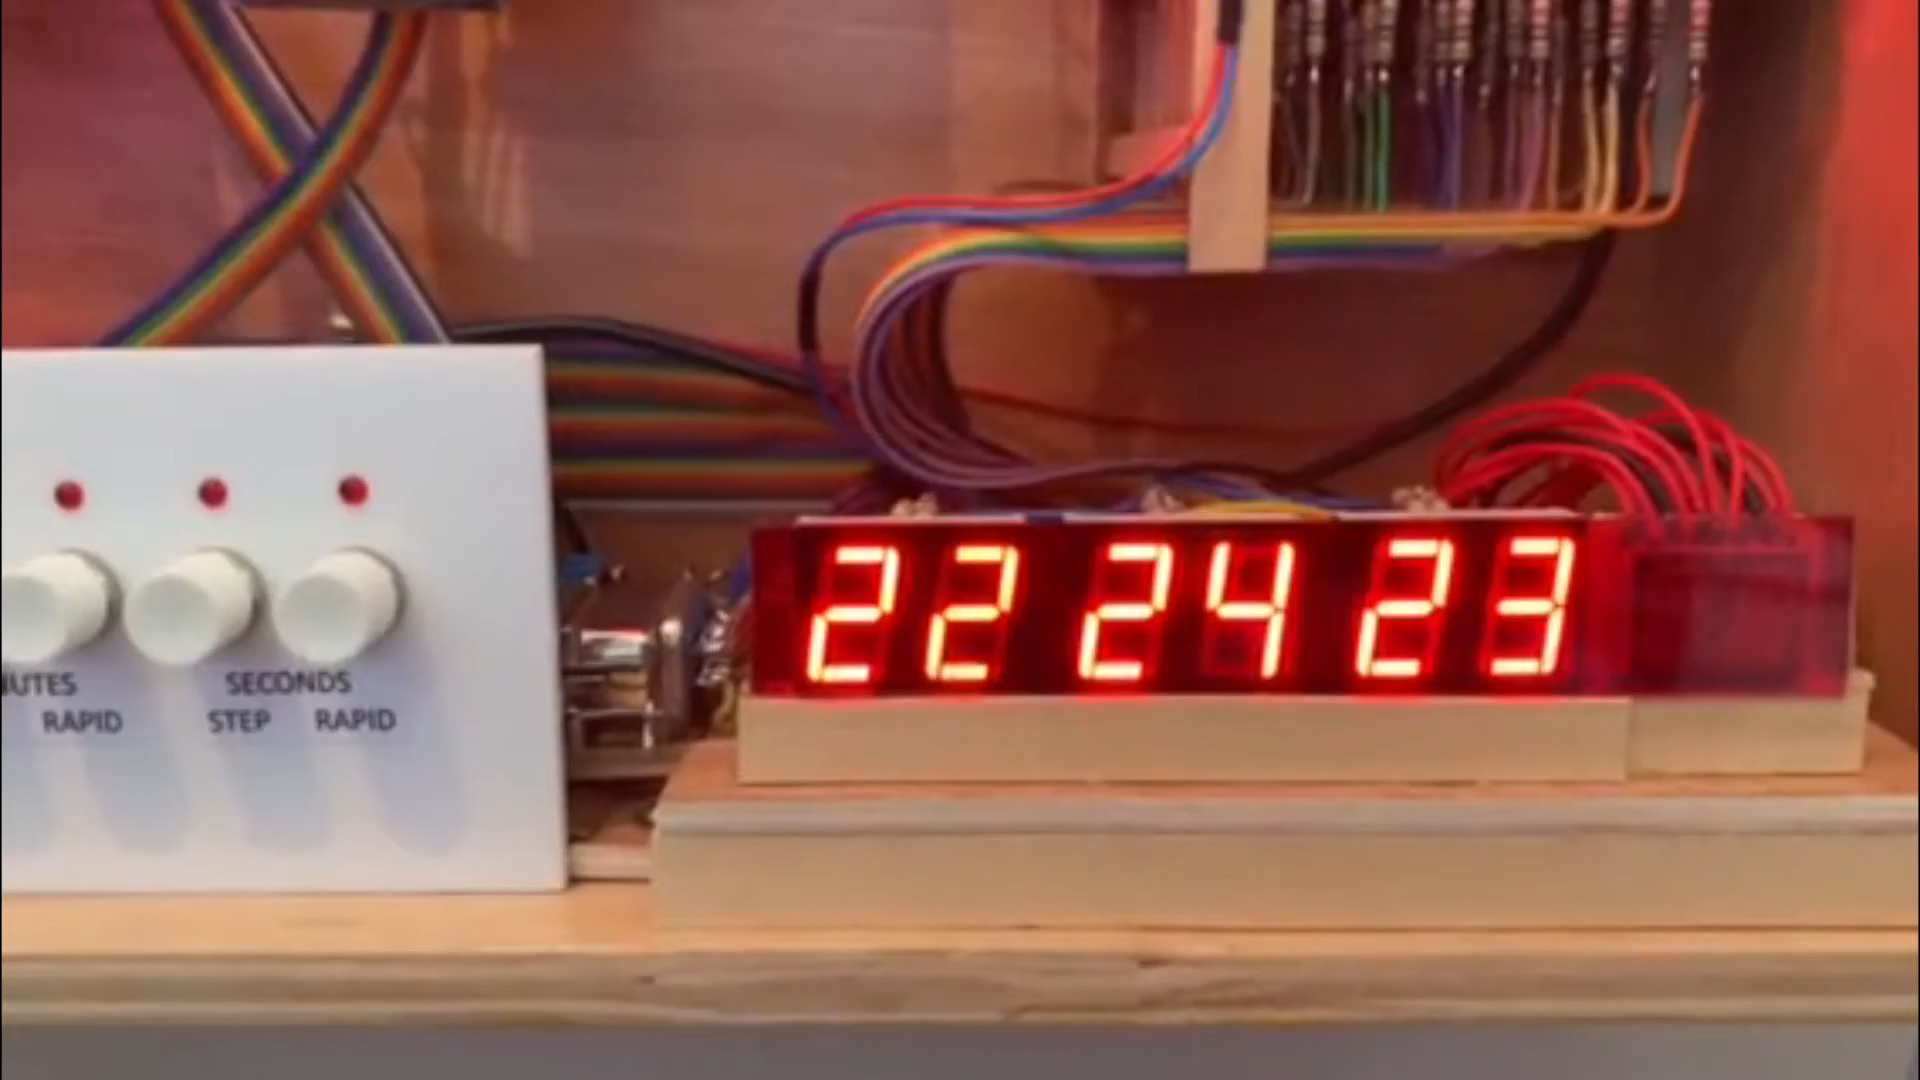 22 24 23
UTES
SECONDS
RAPID
STEP
RAPID